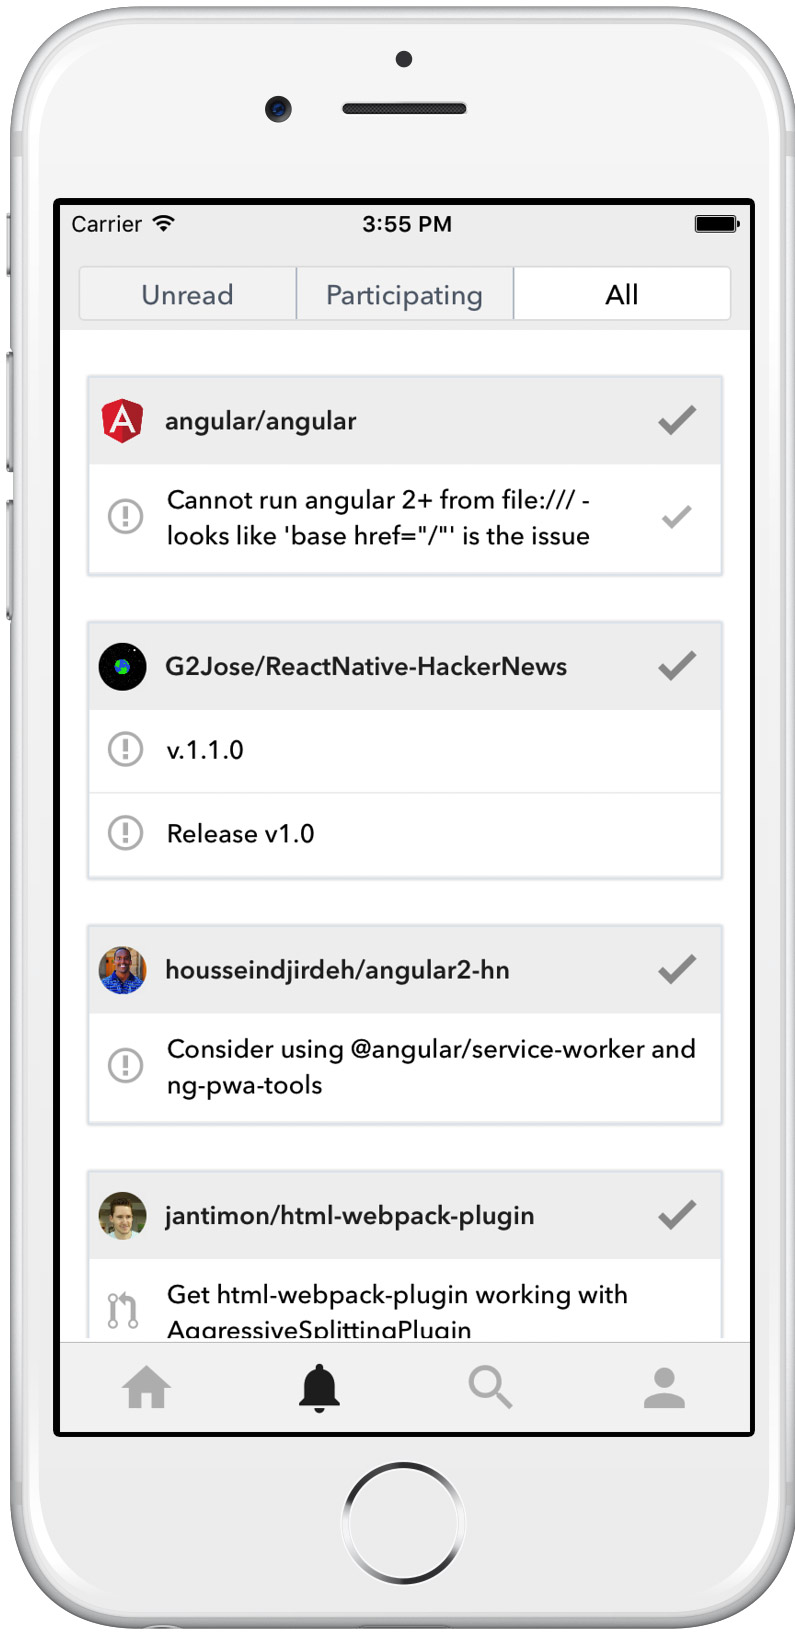 Carrier 3:55 PM
Unread Participating All
angular/angular
Cannot run angular 2+ from file:/// -
looks like 'base href="/"' is the issue
G2Jose/ReactNative-HackerNews
v.1.1.0
Release v1.0
housseindjirdeh/angular2-hn
Consider using @angular/service-worker and
ng-pwa-tools
jantimon/html-webpack-plugin
Get html-webpack-plugin working with
AggressiveSplittingPlugin